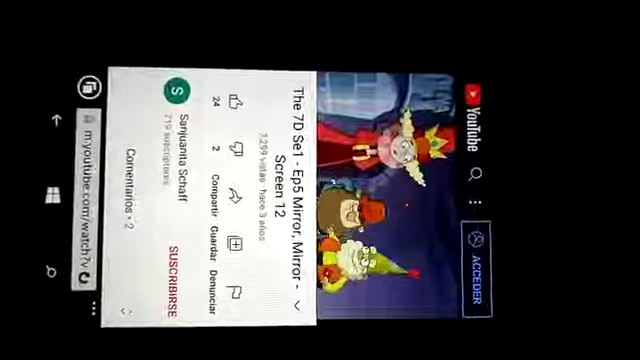 YouTube
ACCEDER
The 7D Se1 - Ep5 Mirror, Mirror -
Screen 12
7,299 vistas · hace 3 años
24
2
Compartir
Guardar
Denunciar
S
Sanjuanita Schaff
719 suscriptores
SUSCRIBIRSE
Comentarios • 2
m.youtube.com/watch?v